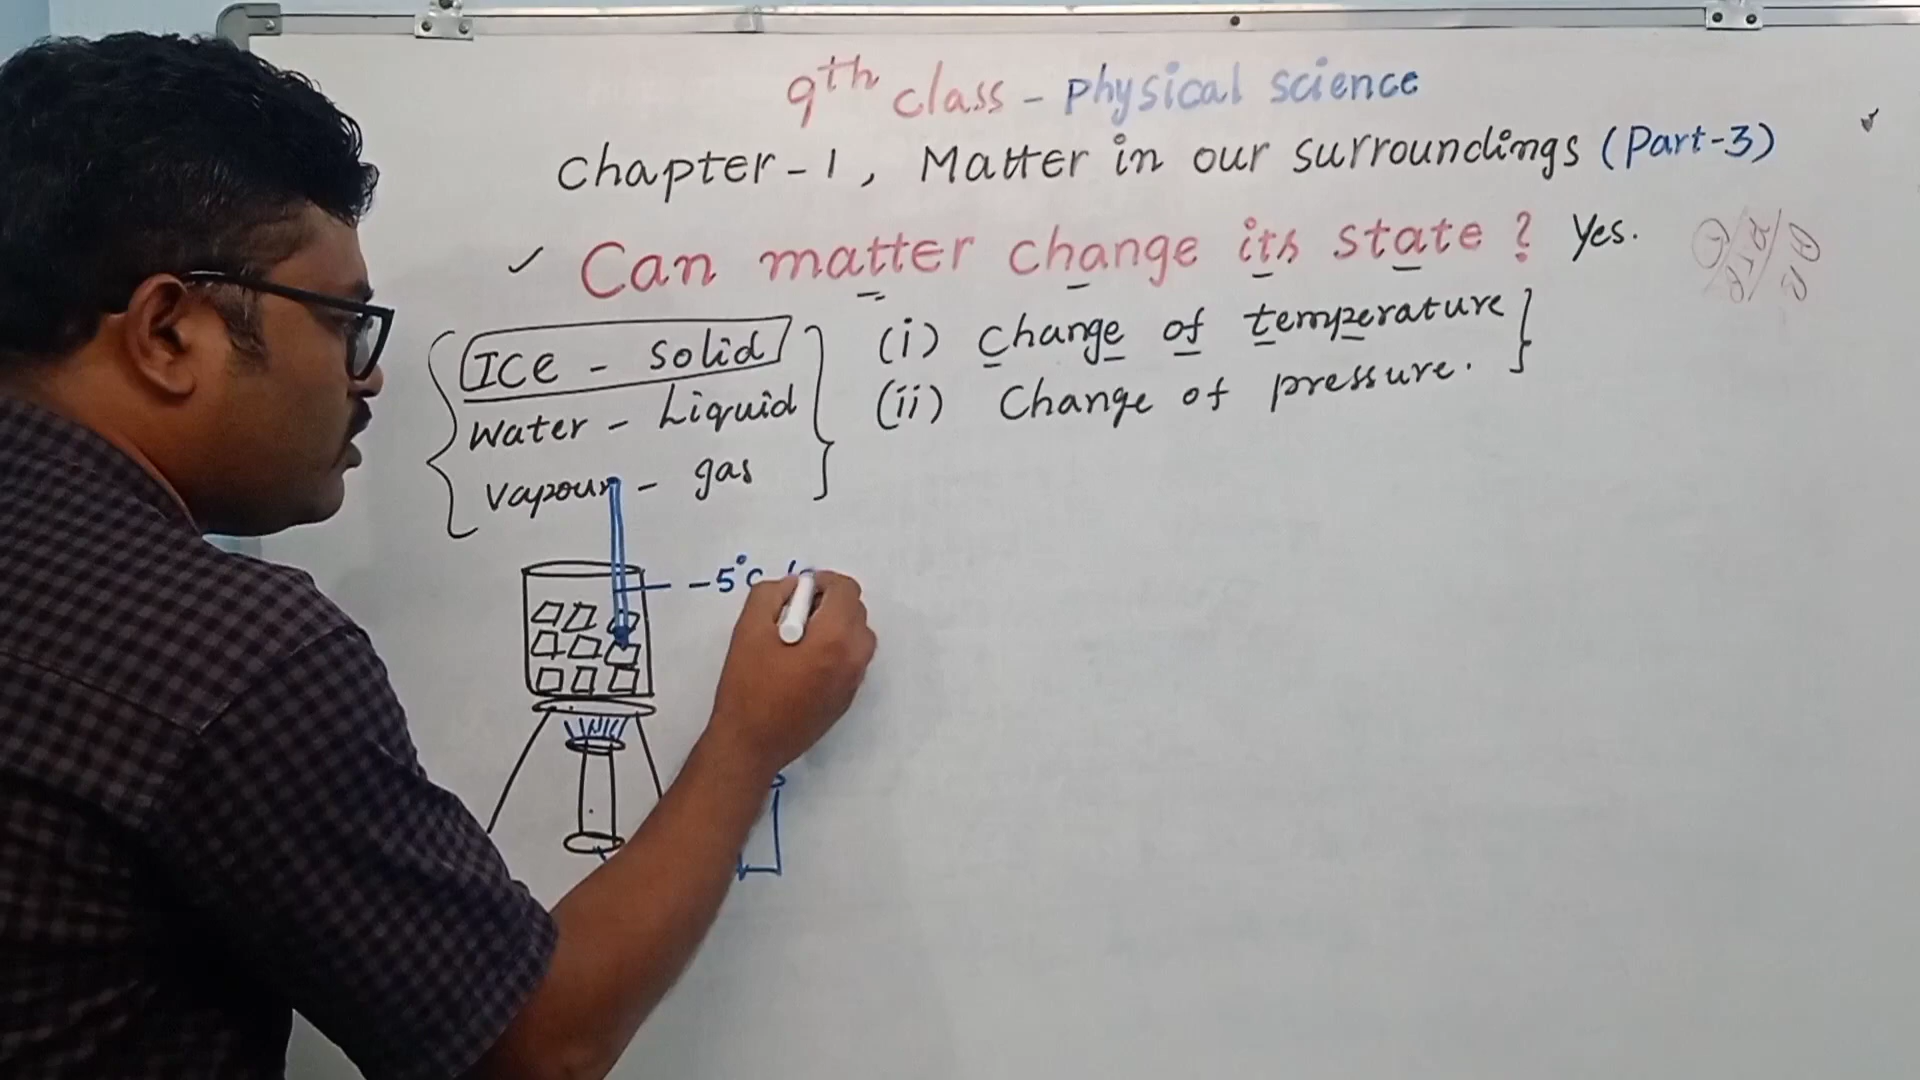 9th class - Physical science
Chapter - 1, Matter in our surroundings (Part-3)
✓ Can matter change its state? Yes.
ICE - Solid
Water - Liquid
Vapour - gas
(i) Change of temperature
(ii) Change of pressure.
-5°C